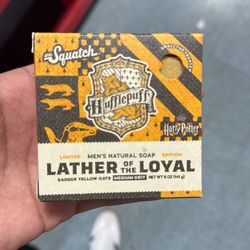 Dr. Squatch
Hufflepuff
Harry Potter
LIMITED MEN'S NATURAL SOAP EDITION
LATHER OF THE LOYAL
BADGER YELLOW OATS MEDIUM GRIT NET WT 5 OZ (141 g)